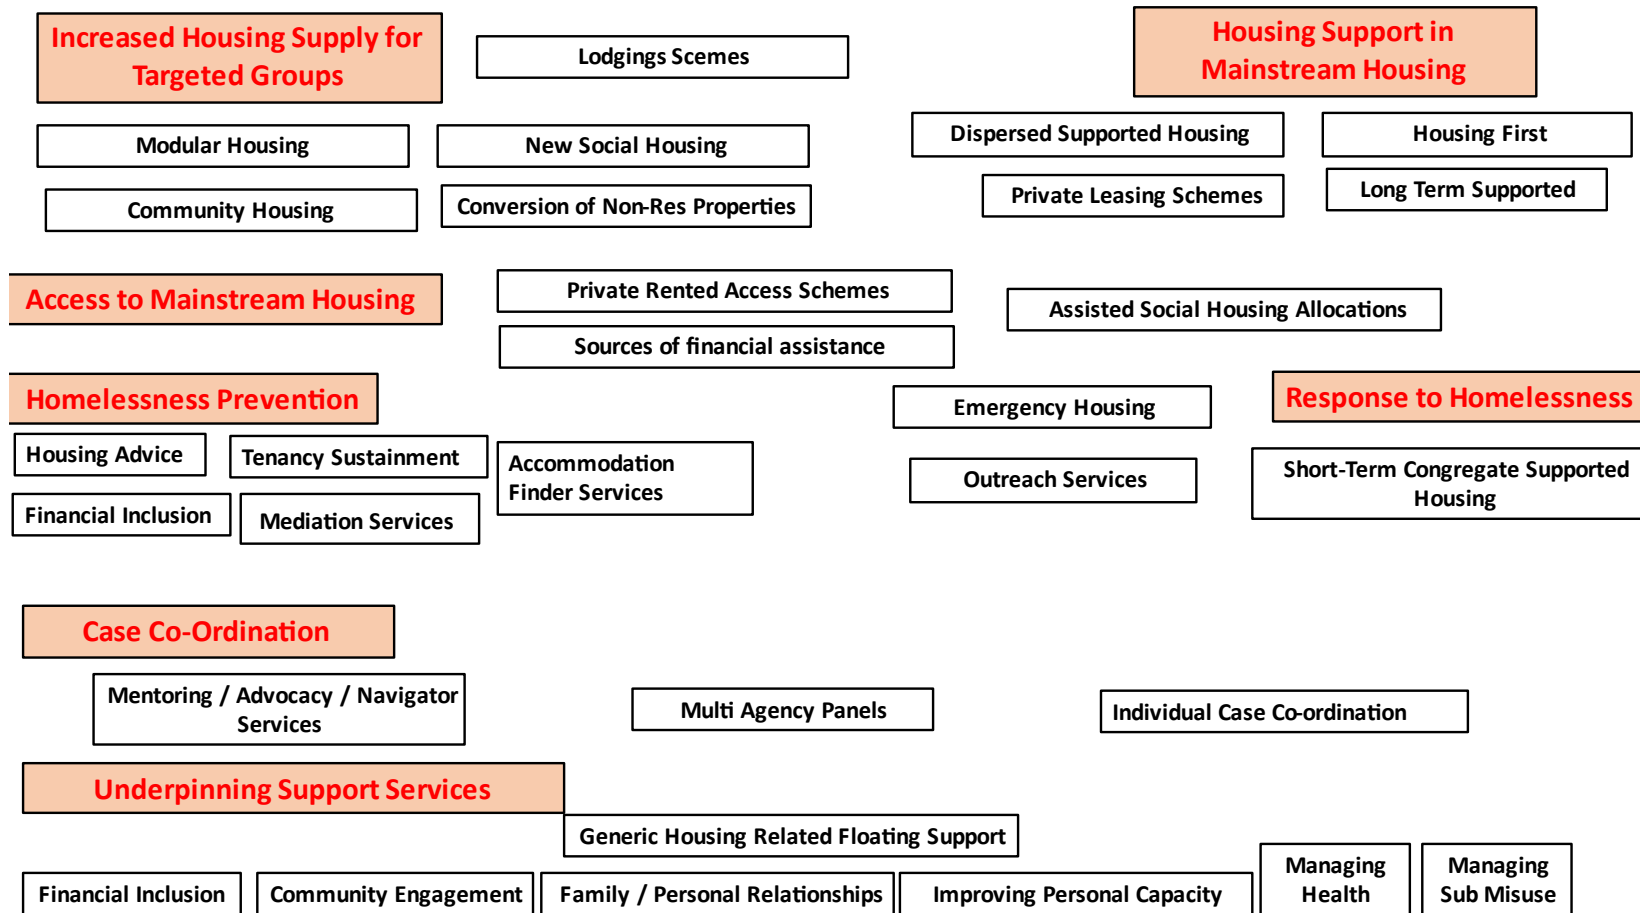 Increased Housing Supply for
Targeted Groups
Lodgings Scemes
Housing Support in
Mainstream Housing
Modular Housing
New Social Housing
Dispersed Supported Housing
Housing First
Community Housing
Conversion of Non-Res Properties
Private Leasing Schemes
Long Term Supported
Access to Mainstream Housing
Private Rented Access Schemes
Assisted Social Housing Allocations
Sources of financial assistance
Homelessness Prevention
Emergency Housing
Response to Homelessness
Housing Advice
Tenancy Sustainment
Accommodation
Finder Services
Outreach Services
Short-Term Congregate Supported
Housing
Financial Inclusion
Mediation Services
Case Co-Ordination
Mentoring / Advocacy / Navigator
Services
Multi Agency Panels
Individual Case Co-ordination
Underpinning Support Services
Generic Housing Related Floating Support
Financial Inclusion
Community Engagement
Family / Personal Relationships
Improving Personal Capacity
Managing
Health
Managing
Sub Misuse